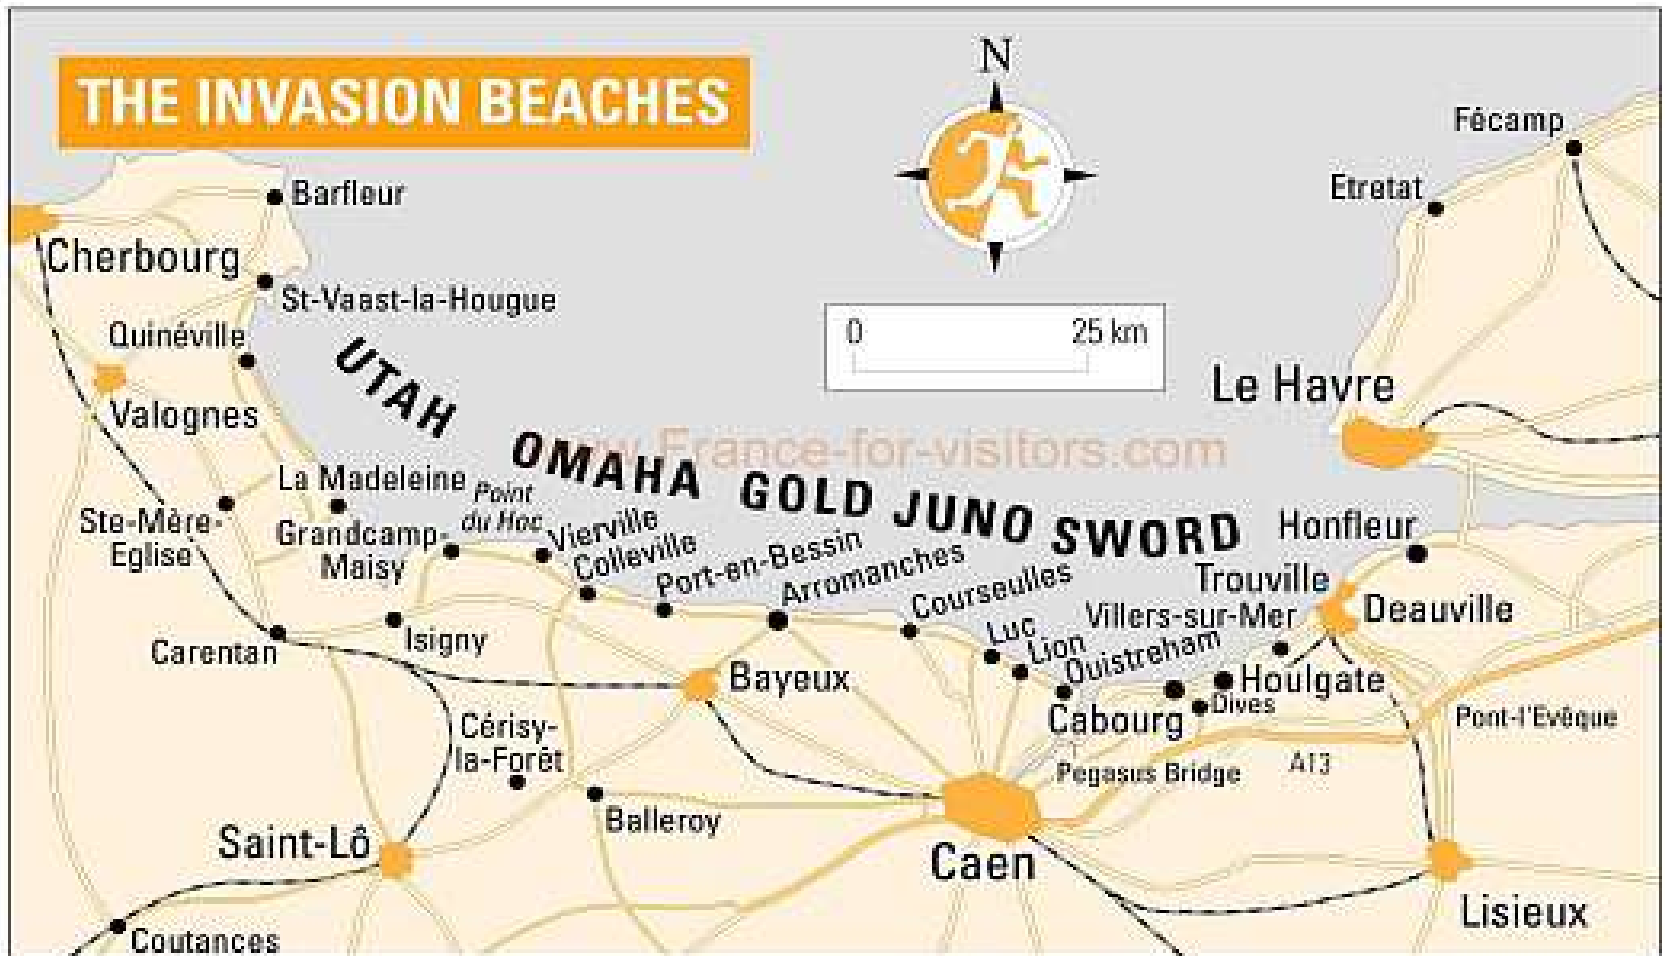 THE INVASION BEACHES
N
Fécamp
Etretat
Barfleur
Cherbourg
St-Vaast-la-Hougue
0 25 km
Quinéville
UTAH
Le Havre
Valognes
www.France-for-visitors.com
OMAHA
GOLD
JUNO
SWORD
La Madeleine
Point
du Hoc
Ste-Mère-
Eglise
Grandcamp-
Maisy
Vierville
Colleville
Port-en-Bessin
Arromanches
Courseulles
Luc
Lion
Ouistreham
Honfleur
Trouville
Deauville
Villers-sur-Mer
Houlgate
Dives
Cabourg
Carentan
Isigny
Bayeux
Pont-l'Evêque
A13
Pegasus Bridge
Cérisy-
la-Forêt
Balleroy
Saint-Lô
Caen
Lisieux
Coutances